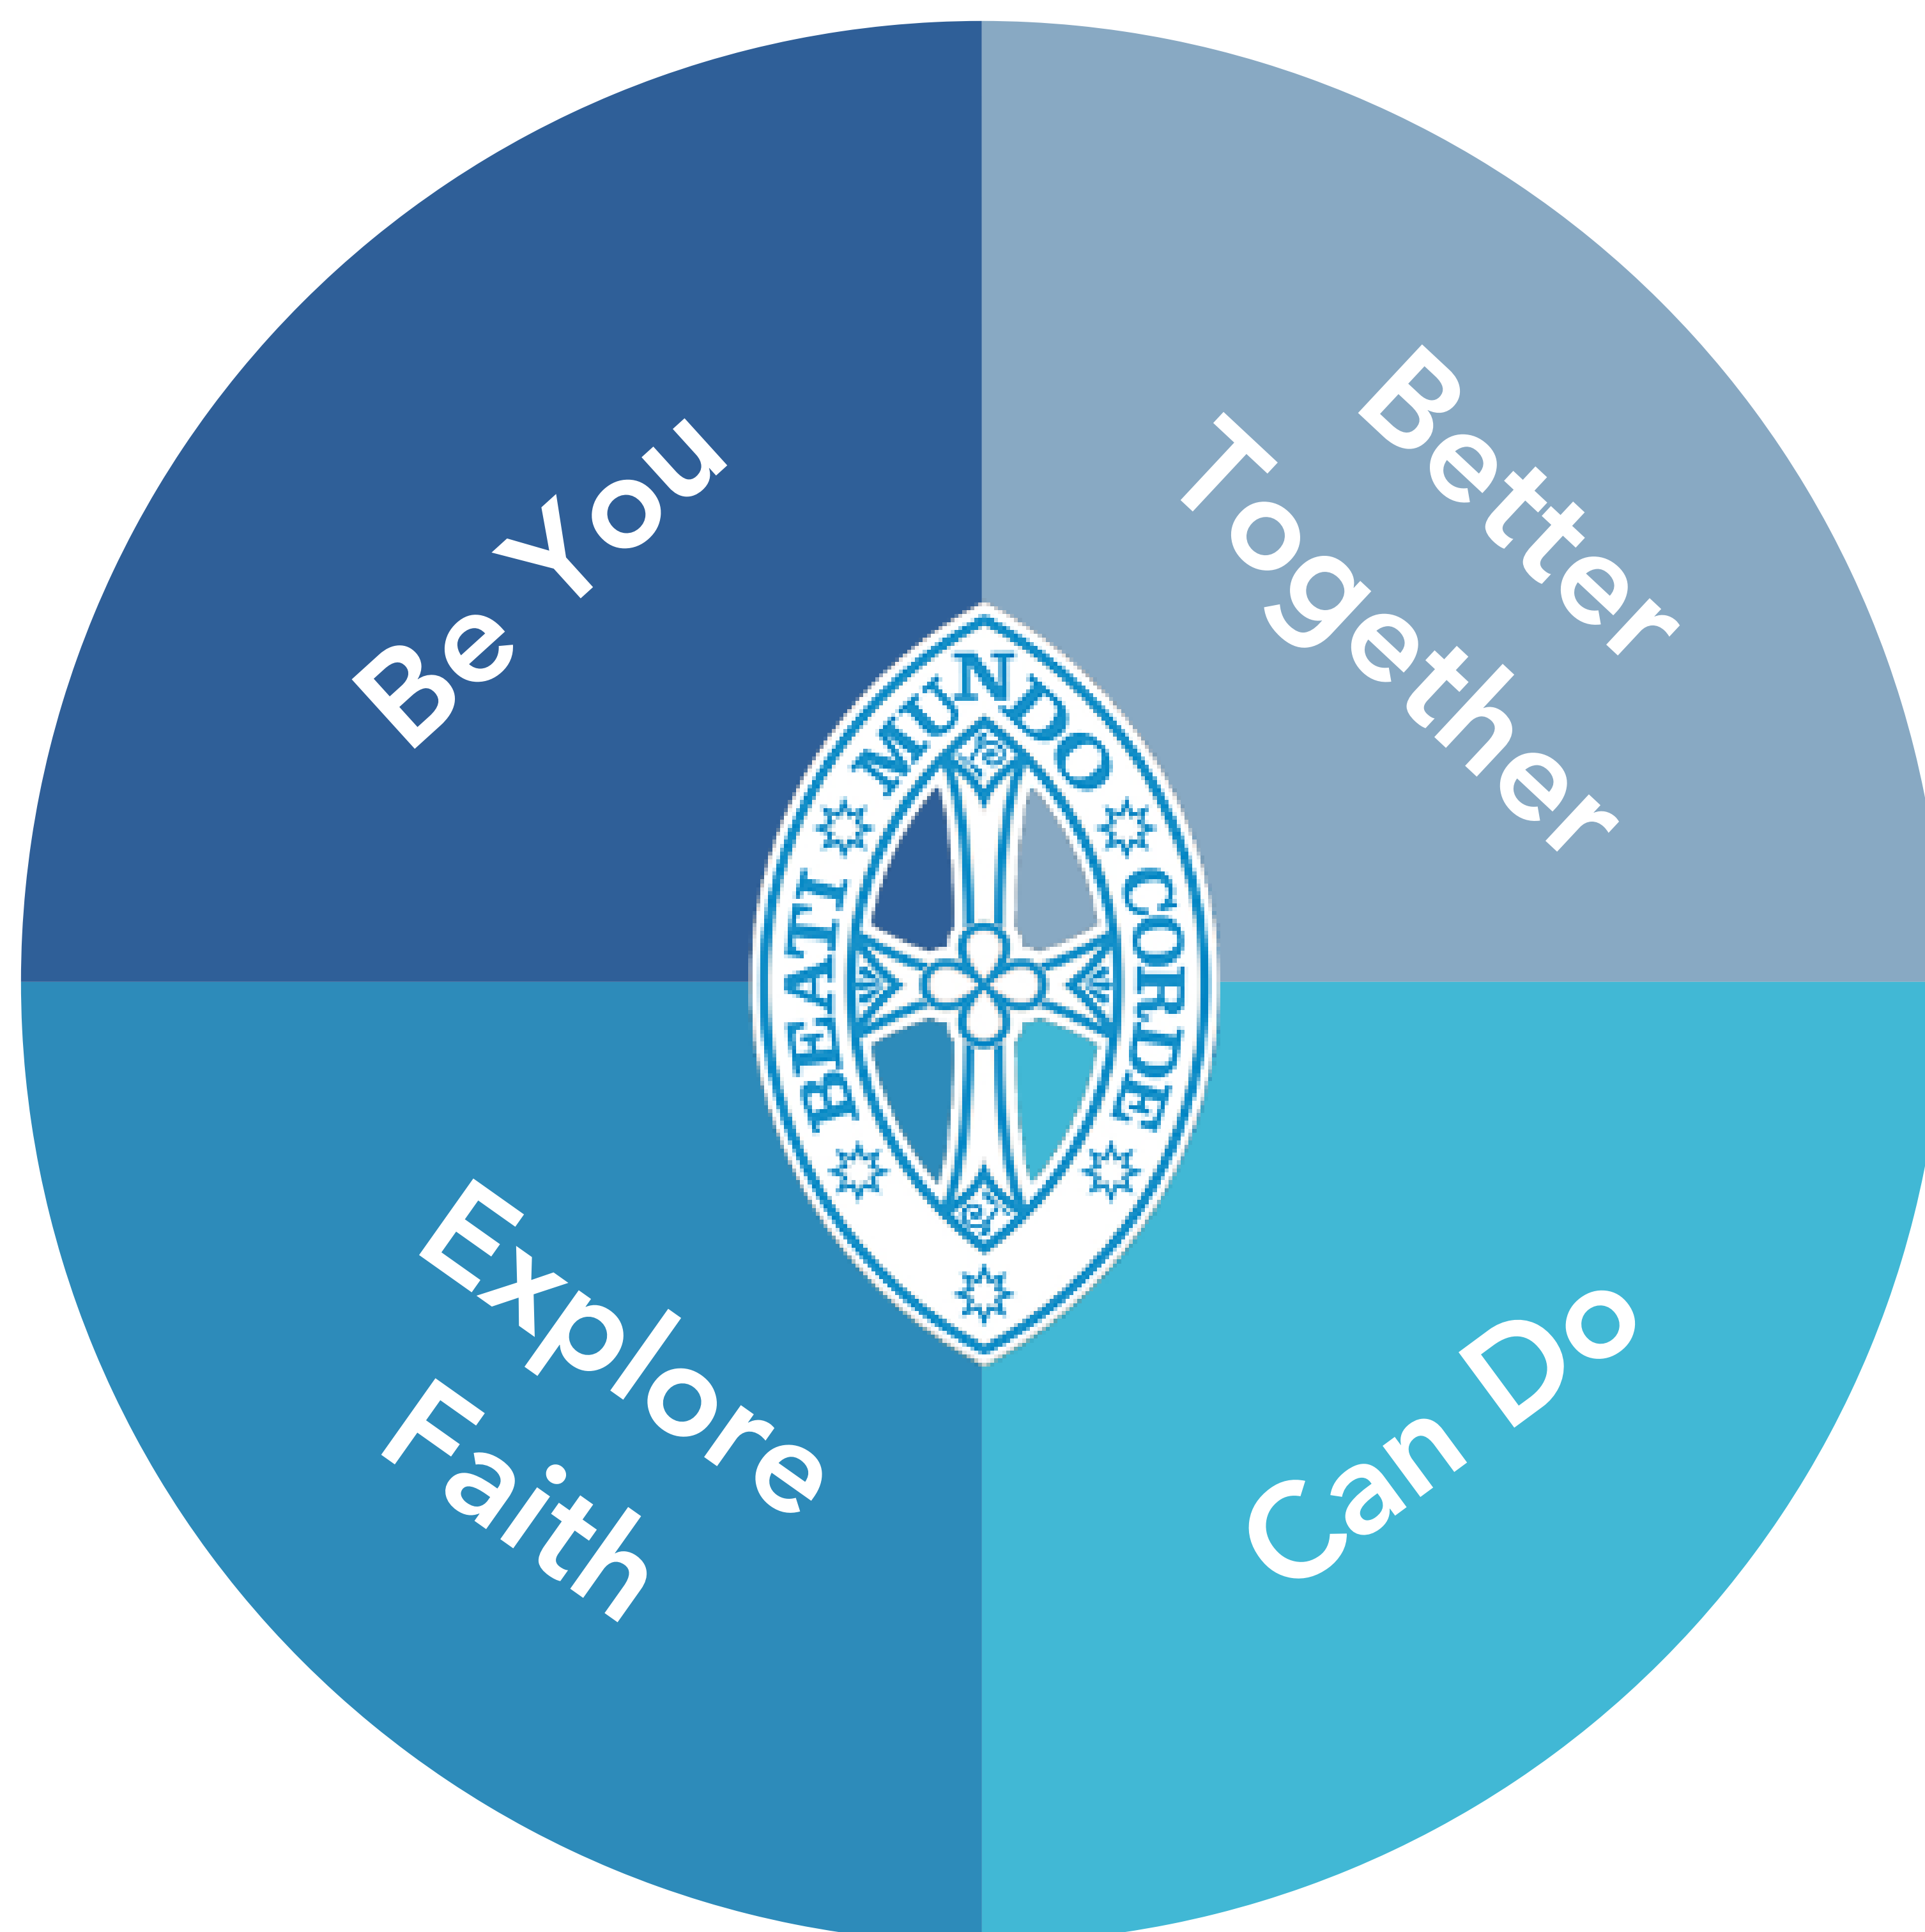 Be You
Better
Together
BEATI MUNDO CORDE
Explore
Faith
Can Do